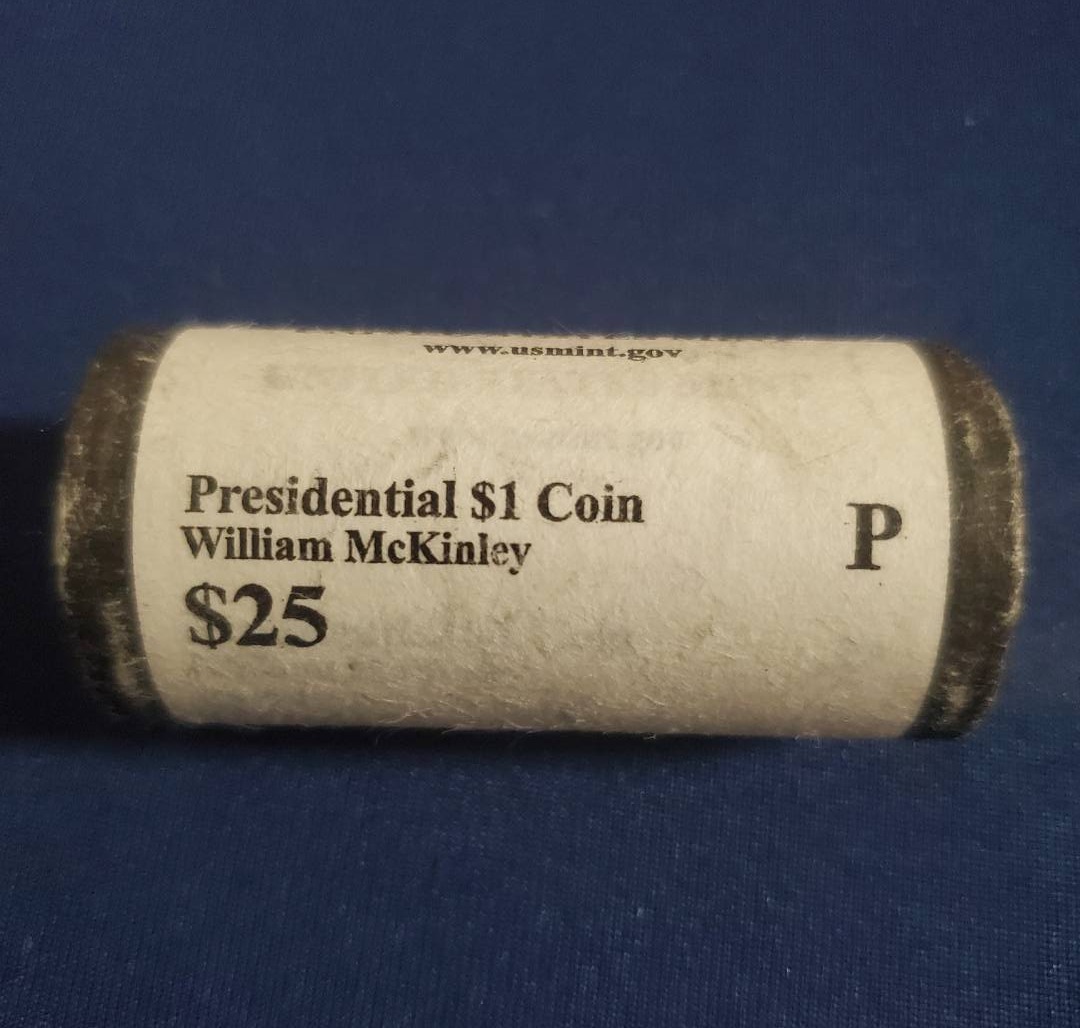 www.usmint.gov
Presidential $1 Coin
William McKinley
$25
P